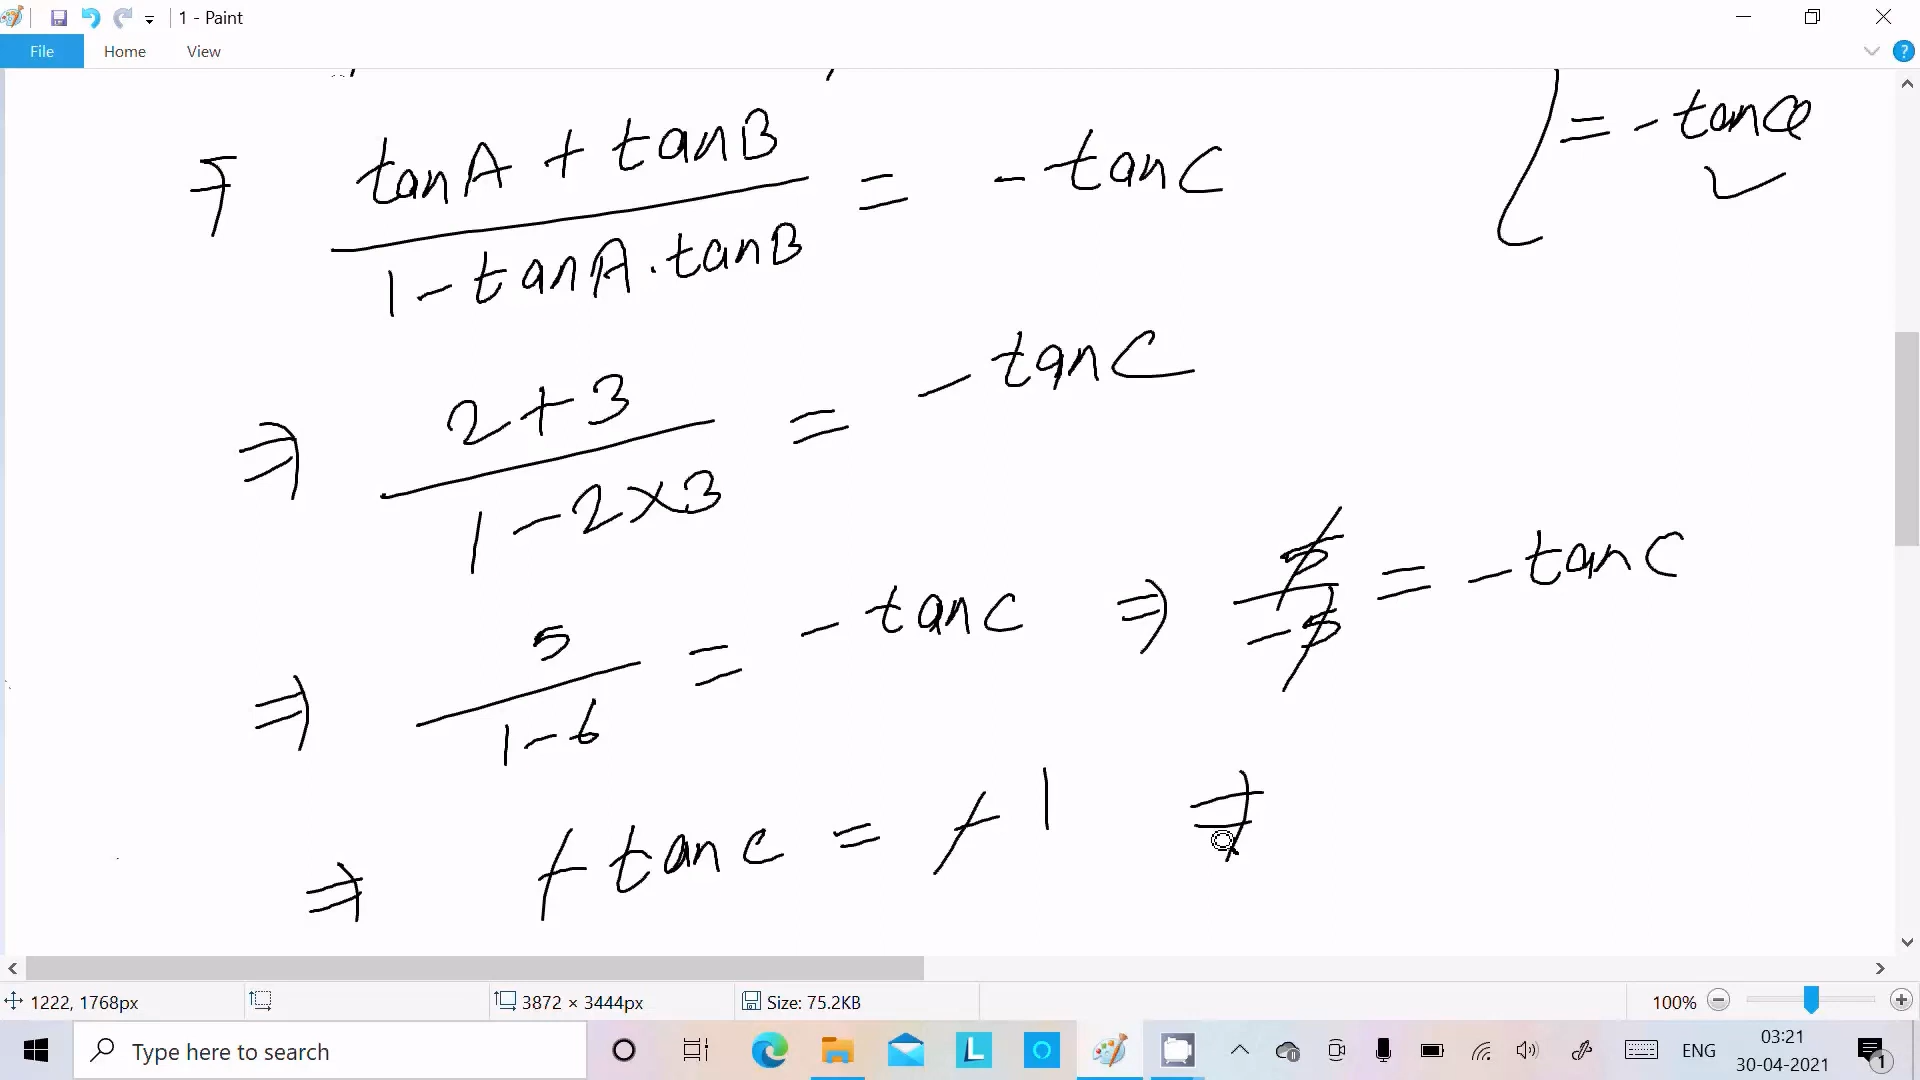 1 - Paint
File Home View
= - tanC
⇒ tanA + tanB / 1 - tanA . tanB = - tanC
⇒ 2 + 3 / 1 - 2 × 3 = - tanC
⇒ 5 / 1 - 6 = - tanC ⇒ 5 / - 5 = - tanC
⇒ - tanC = - 1 ⇒
1222, 1768px 3872 × 3444px Size: 75.2KB 100%
Type here to search
ENG
03:21
30-04-2021
1